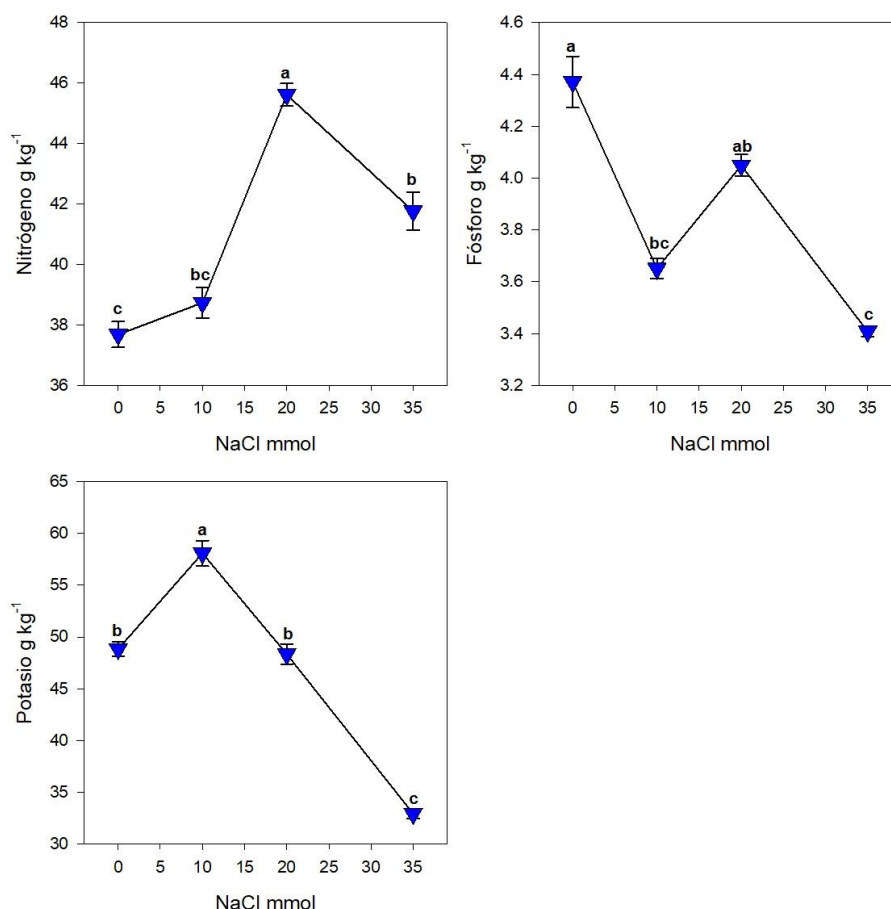 48
46
44
42
40
38
36
Nitrógeno g kg⁻¹
c
bc
a
b
0 5 10 15 20 25 30 35
NaCl mmol
4.6
4.4
4.2
4.0
3.8
3.6
3.4
3.2
Fósforo g kg⁻¹
a
bc
ab
c
0 5 10 15 20 25 30 35
NaCl mmol
65
60
55
50
45
40
35
30
Potasio g kg⁻¹
b
a
b
c
0 5 10 15 20 25 30 35
NaCl mmol